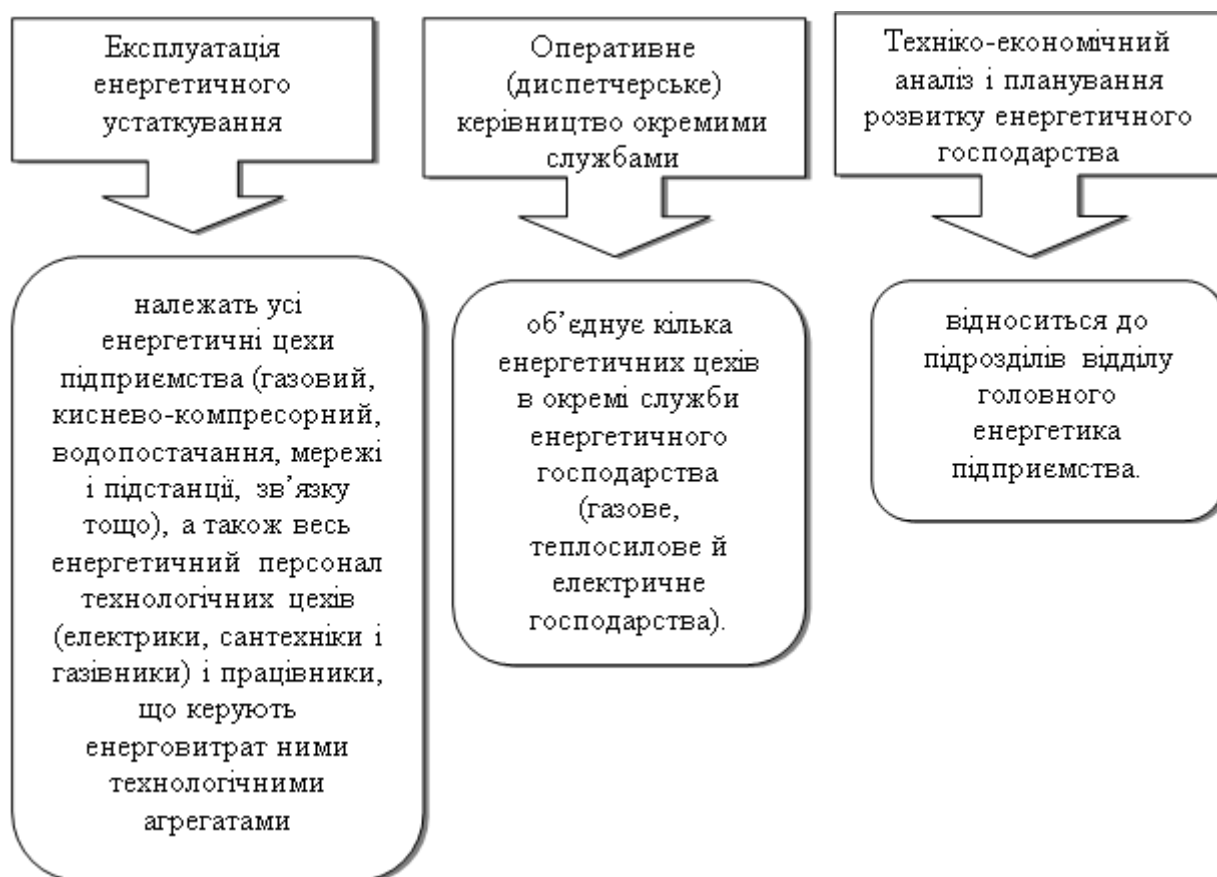 Експлуатація
енергетичного
устаткування
Оперативне
(диспетчерське)
керівництво окремими
службами
Техніко-економічний
аналіз і планування
розвитку енергетичного
господарства
належать усі
енергетичні цехи
підприємства (газовий,
киснево-компресорний,
водопостачання, мережі
і підстанції, зв’язку
тощо), а також весь
енергетичний персонал
технологічних цехів
(електрики, сантехніки і
газівники) і працівники,
що керують
енерговитрат ними
технологічними
агрегатами
об’єднує кілька
енергетичних цехів
в окремі служби
енергетичного
господарства
(газове,
теплосилове й
електричне
господарства).
відноситься до
підрозділів відділу
головного
енергетика
підприємства.